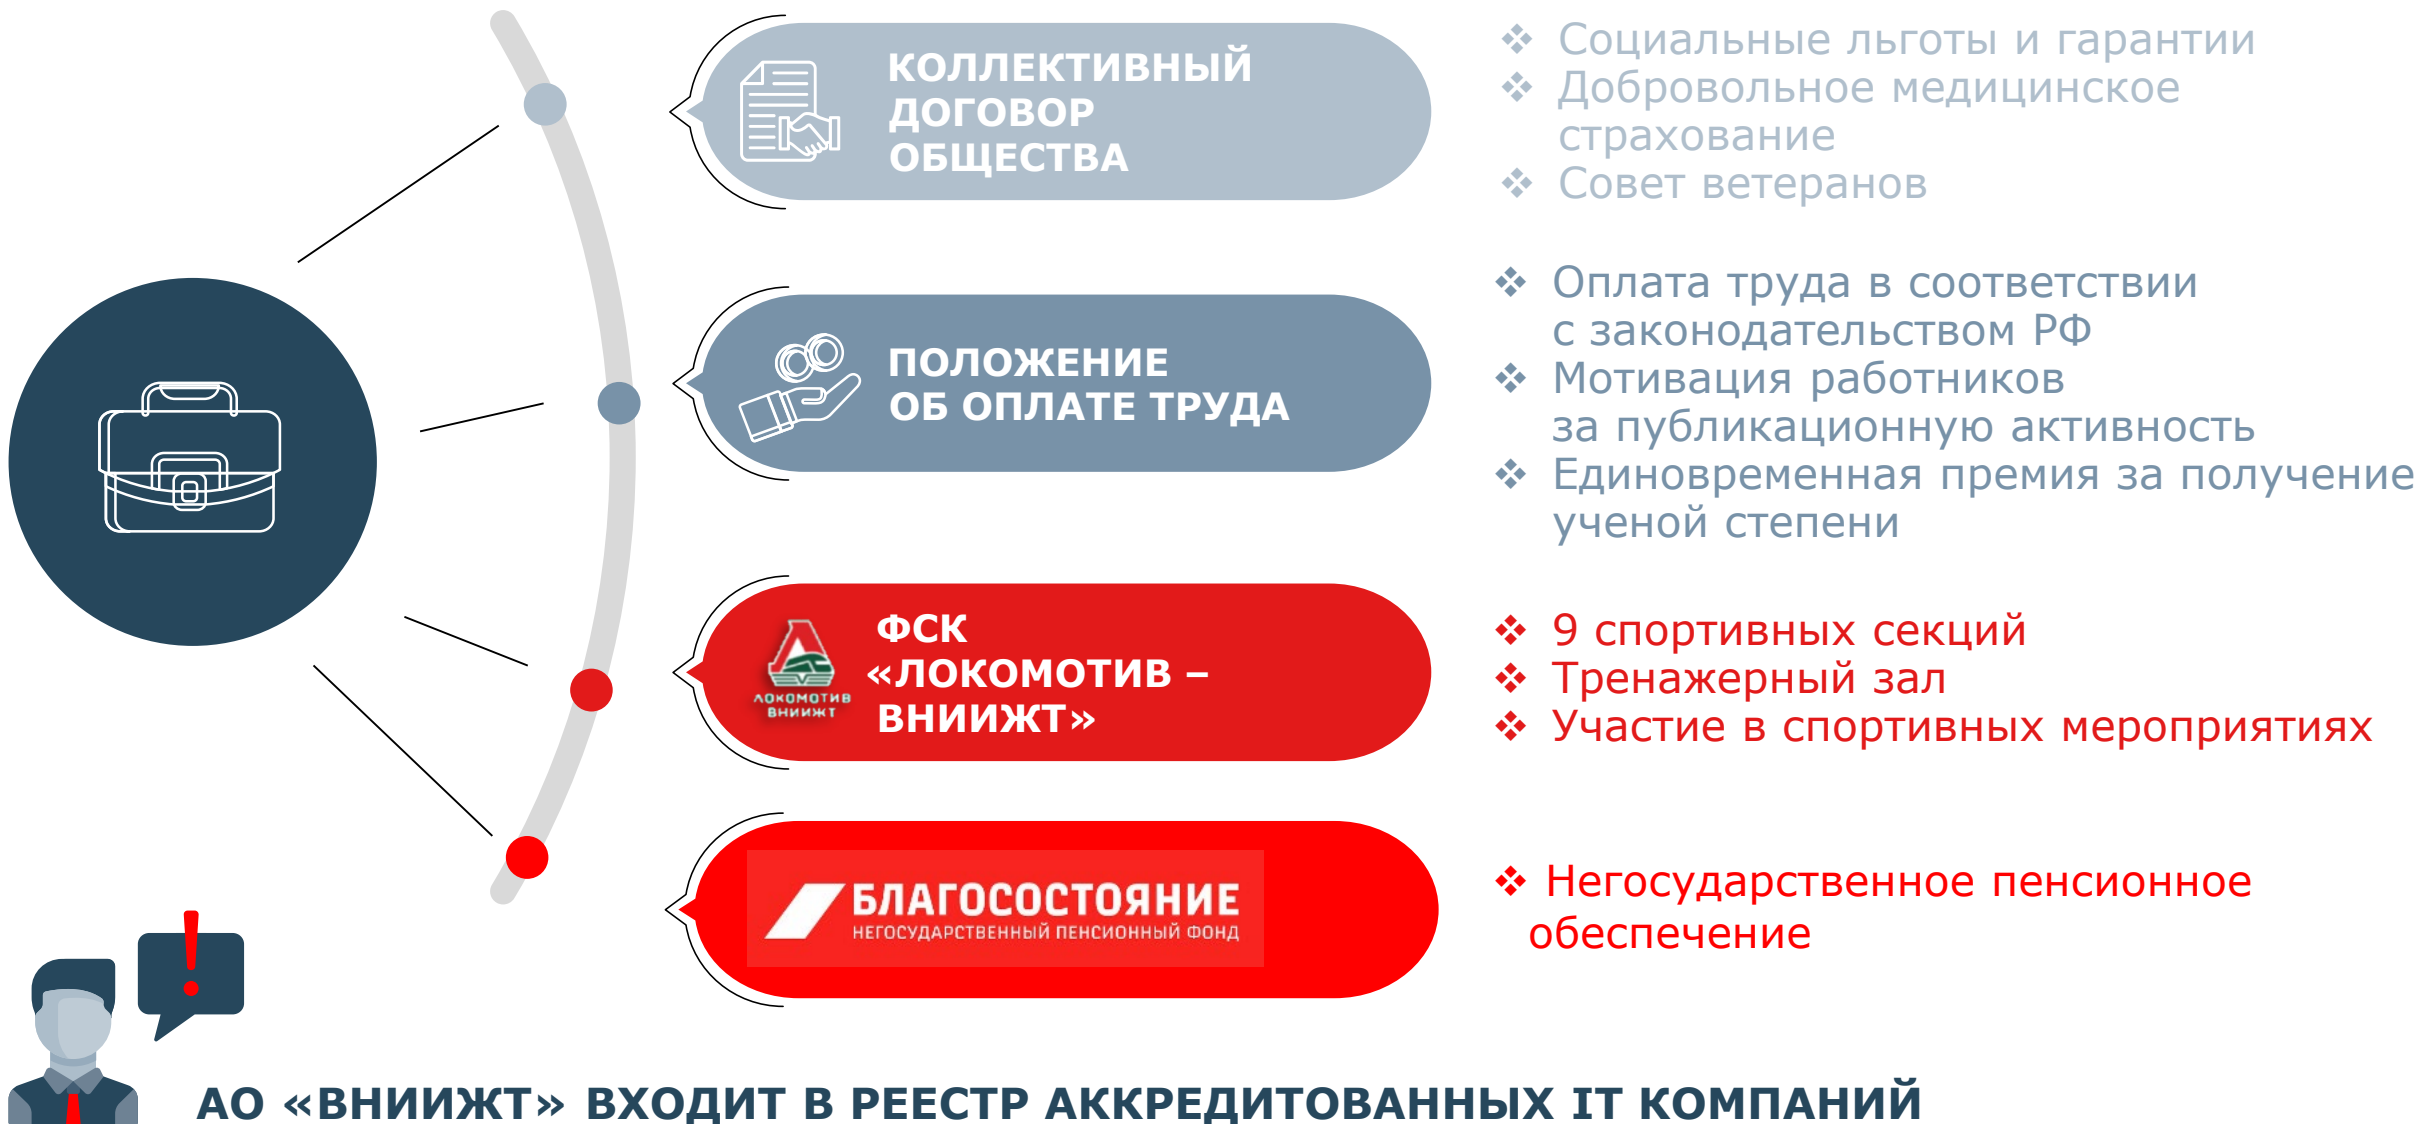 КОЛЛЕКТИВНЫЙ
ДОГОВОР
ОБЩЕСТВА
❖ Социальные льготы и гарантии
❖ Добровольное медицинское
страхование
❖ Совет ветеранов
ПОЛОЖЕНИЕ
ОБ ОПЛАТЕ ТРУДА
❖ Оплата труда в соответствии
с законодательством РФ
❖ Мотивация работников
за публикационную активность
❖ Единовременная премия за получение
ученой степени
ЛОКОМОТИВ
ВНИИЖТ
ФСК
«ЛОКОМОТИВ –
ВНИИЖТ»
❖ 9 спортивных секций
❖ Тренажерный зал
❖ Участие в спортивных мероприятиях
БЛАГОСОСТОЯНИЕ
НЕГОСУДАРСТВЕННЫЙ ПЕНСИОННЫЙ ФОНД
❖ Негосударственное пенсионное
обеспечение
!
АО «ВНИИЖТ» ВХОДИТ В РЕЕСТР АККРЕДИТОВАННЫХ IT КОМПАНИЙ